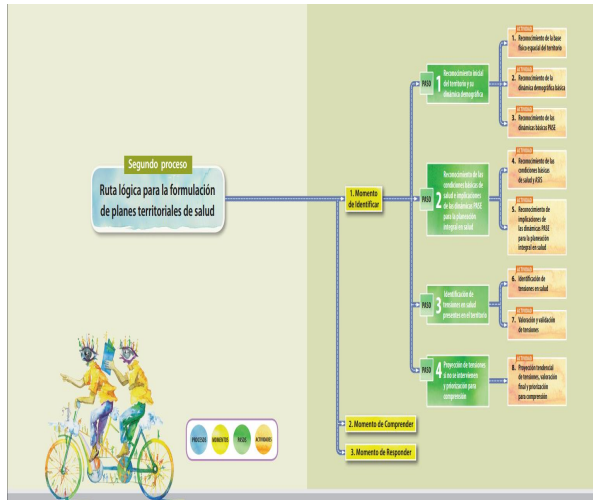 Segundo proceso
Ruta lógica para la formulación
de planes territoriales de salud
1. Momento
de Identificar
PASO
1
Reconocimiento inicial
del territorio y su
dinámica demográfica
ACTIVIDAD
1. Reconocimiento de la base
físico espacial del territorio
ACTIVIDAD
2. Reconocimiento de la
dinámica demográfica básica
ACTIVIDAD
3. Reconocimiento de las
dinámicas básicas PASE
PASO
2
Reconocimiento de las
condiciones básicas de
salud e implicaciones
de las dinámicas PASE
para la planeación
integral en salud
ACTIVIDAD
4. Reconocimiento de las
condiciones básicas
de salud y ASIS
ACTIVIDAD
5. Reconocimiento de
implicaciones de
las dinámicas PASE
para la planeación
integral en salud
PASO
3
Identificación de
tensiones en salud
presentes en el territorio
ACTIVIDAD
6. Identificación de
tensiones en salud
ACTIVIDAD
7. Valoración y validación
de tensiones
PASO
4
Proyección de tensiones
si no se intervienen
y priorización para
comprensión
ACTIVIDAD
8. Proyección tendencial
de tensiones, valoración
final y priorización
para comprensión
2. Momento de Comprender
3. Momento de Responder
PROCESOS
MOMENTOS
PASOS
ACTIVIDADES